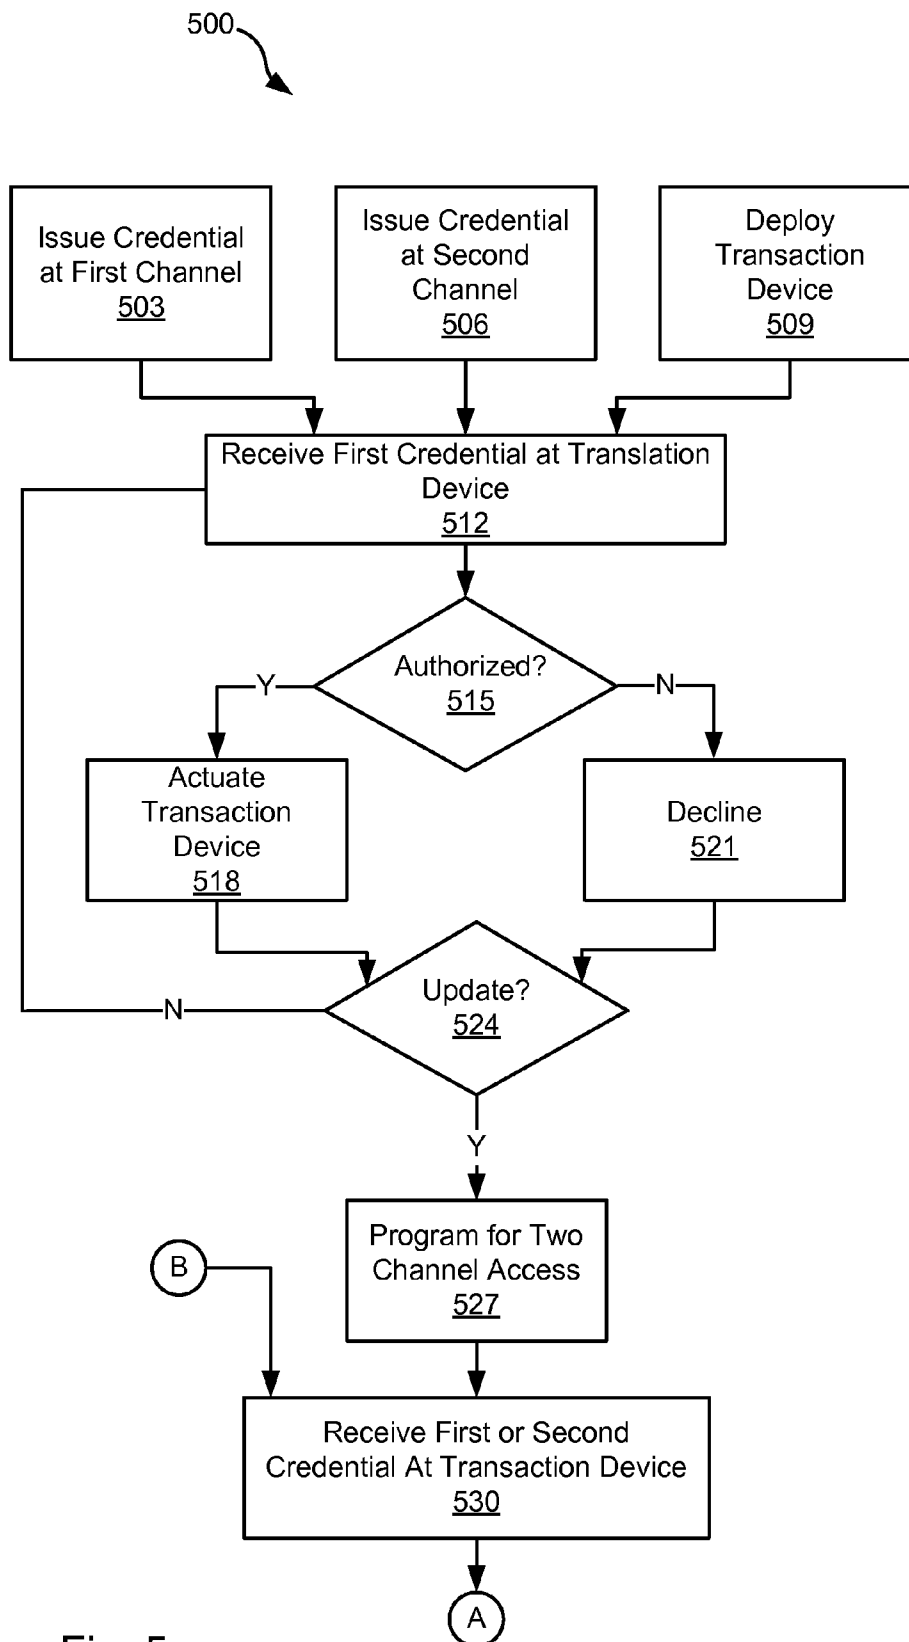 500
Issue Credential
at First Channel
503
Issue Credential
at Second
Channel
506
Deploy
Transaction
Device
509
Receive First Credential at Translation
Device
512
Authorized?
515
Y
N
Actuate
Transaction
Device
518
Decline
521
Update?
524
N
Y
Program for Two
Channel Access
527
B
Receive First or Second
Credential At Transaction Device
530
A
Fig. 5